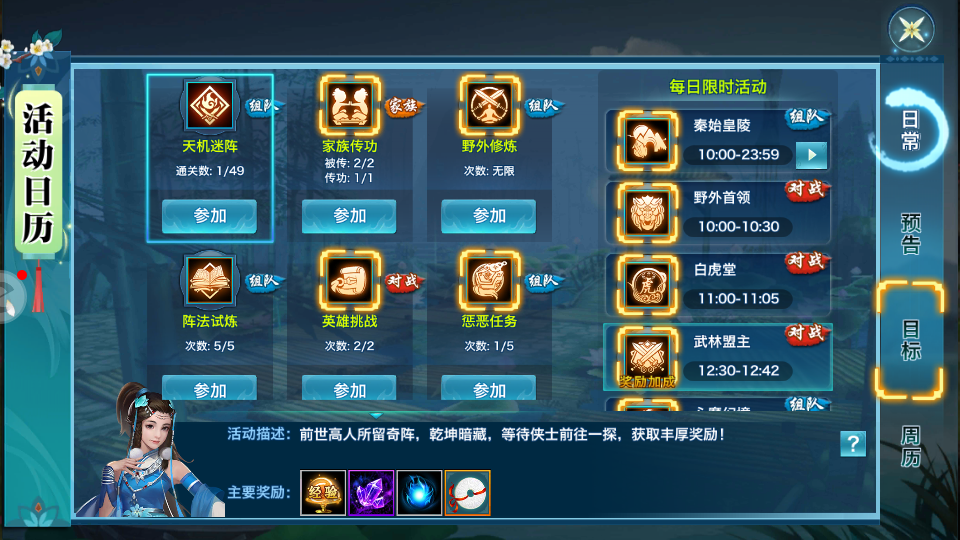 活动日历
组队
天机迷阵
通关数: 1/49
参加
家族
家族传功
被传: 2/2
传功: 1/1
参加
组队
野外修炼
次数: 无限
参加
组队
阵法试炼
次数: 5/5
参加
对战
英雄挑战
次数: 2/2
参加
组队
惩恶任务
次数: 1/5
参加
每日限时活动
秦始皇陵
组队
10:00-23:59
野外首领
对战
10:00-10:30
白虎堂
虎
对战
11:00-11:05
武林盟主
对战
奖励加成
12:30-12:42
组队
日常
预告
目标
周历
活动描述: 前世高人所留奇阵，乾坤暗藏，等待侠士前往一探，获取丰厚奖励！
?
主要奖励:
经验